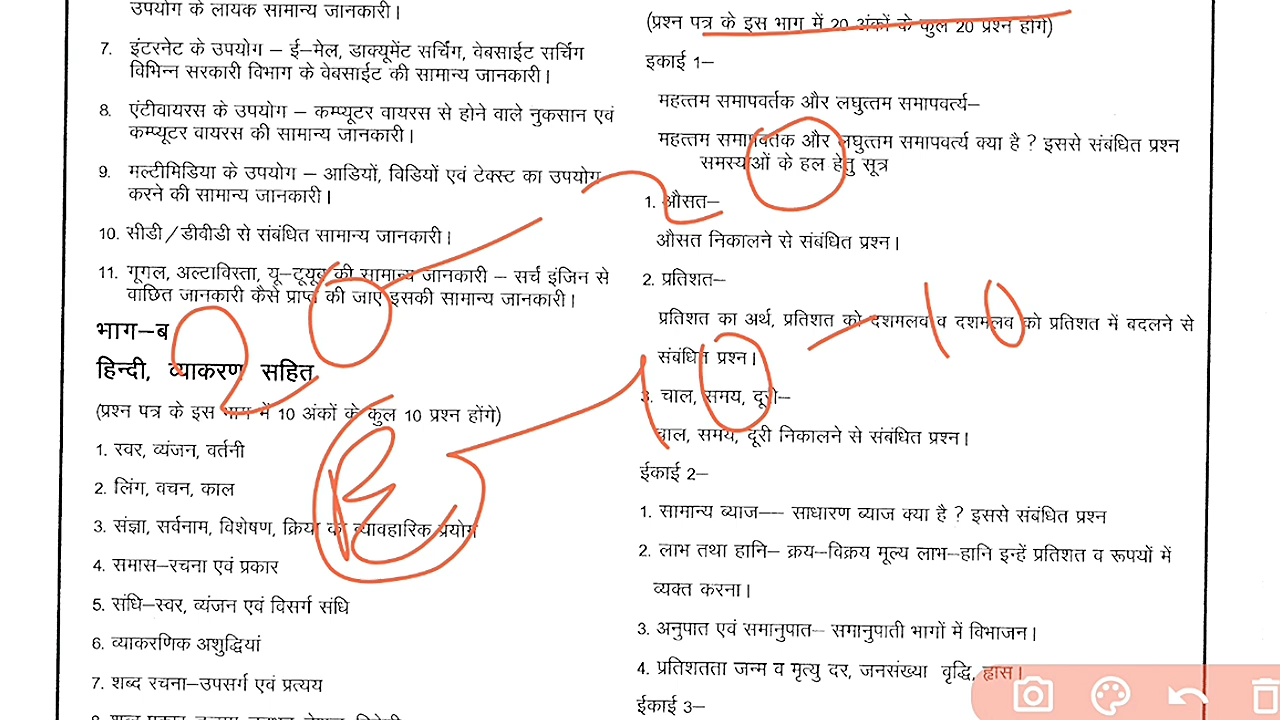 उपयोग के लायक सामान्य जानकारी।
7. इंटरनेट के उपयोग – ई–मेल, डाक्यूमेंट सर्चिंग, वेबसाईट सर्चिग
विभिन्न सरकारी विभाग के वेबसाईट की सामान्य जानकारी।
8. एंटीवायरस के उपयोग – कम्प्यूटर वायरस से होने वाले नुकसान एवं
कम्प्यूटर वायरस की सामान्य जानकारी।
9. मल्टीमिडिया के उपयोग – आडियों, विडियों एवं टेक्स्ट का उपयोग
करने की सामान्य जानकारी।
10. सीडी/डीवीडी से संबंधित सामान्य जानकारी।
11. गूगल, अल्टाविस्ता, यू–टूयूब की सामान्य जानकारी – सर्च इंजिन से
वाछित जानकारी कैसे प्राप्त की जाए इसकी सामान्य जानकारी।
भाग–ब
हिन्दी, व्याकरण सहित
(प्रश्न पत्र के इस भाग में 10 अंकों के कुल 10 प्रश्न होंगे)
1. स्वर, व्यंजन, वर्तनी
2. लिंग, वचन, काल
3. संज्ञा, सर्वनाम, विशेषण, क्रिया का व्यावहारिक प्रयोग
4. समास–रचना एवं प्रकार
5. संधि–स्वर, व्यंजन एवं विसर्ग संधि
6. व्याकरणिक अशुद्धियां
7. शब्द रचना–उपसर्ग एवं प्रत्यय
(प्रश्न पत्र के इस भाग में 20 अंकों के कुल 20 प्रश्न होंगे)
इकाई 1–
महत्तम समापवर्तक और लघुत्तम समापवर्त्य–
महत्तम समापवर्तक और लघुत्तम समापवर्त्य क्या है ? इससे संबंधित प्रश्न
समस्याओं के हल हेतु सूत्र
1. औसत–
औसत निकालने से संबंधित प्रश्न।
2. प्रतिशत–
प्रतिशत का अर्थ, प्रतिशत को दशमलव व दशमलव को प्रतिशत में बदलने से
संबंधित प्रश्न।
3. चाल, समय, दूरी–
चाल, समय, दूरी निकालने से संबंधित प्रश्न।
ईकाई 2–
1. सामान्य ब्याज–– साधारण ब्याज क्या है ? इससे संबंधित प्रश्न
2. लाभ तथा हानि– क्रय–विक्रय मूल्य लाभ–हानि इन्हें प्रतिशत व रूपयों में
व्यक्त करना।
3. अनुपात एवं समानुपात– समानुपाती भागों में विभाजन।
4. प्रतिशतता जन्म व मृत्यु दर, जनसंख्या वृद्धि, ह्रास।
ईकाई 3–
20
10
– 10